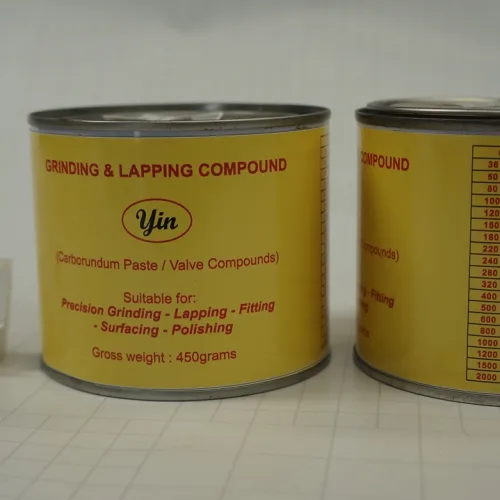 GRINDING & LAPPING COMPOUND
Yin
(Carborundum Paste / Valve Compounds)
Suitable for:
Precision Grinding - Lapping - Fitting
- Surfacing - Polishing
Gross weight : 450grams
COMPOUND
Compounds)
- Fitting
36
50
80
100
120
150
180
220
240
280
320
400
500
600
800
1000
1200
1500
2000